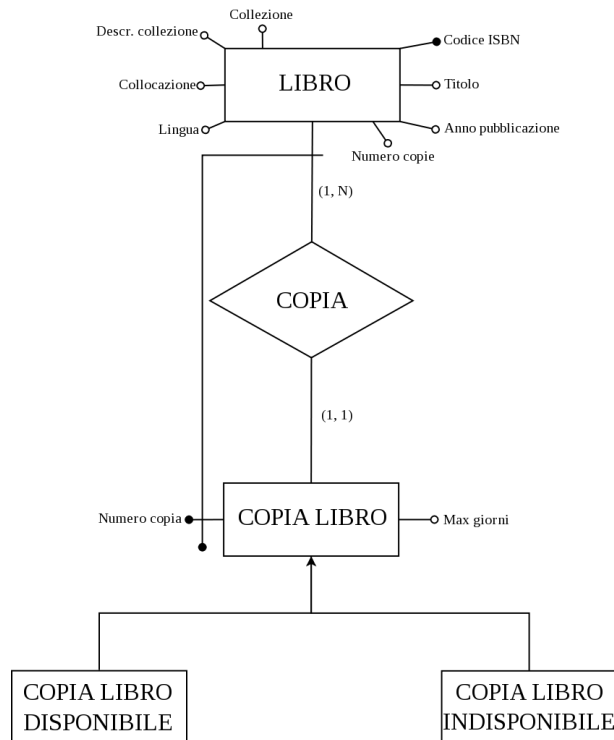 Collezione
Descr. collezione
Codice ISBN
LIBRO
Collocazione
Titolo
Lingua
Anno pubblicazione
Numero copie
(1, N)
COPIA
(1, 1)
Numero copia
COPIA LIBRO
Max giorni
COPIA LIBRO
DISPONIBILE
COPIA LIBRO
INDISPONIBILE